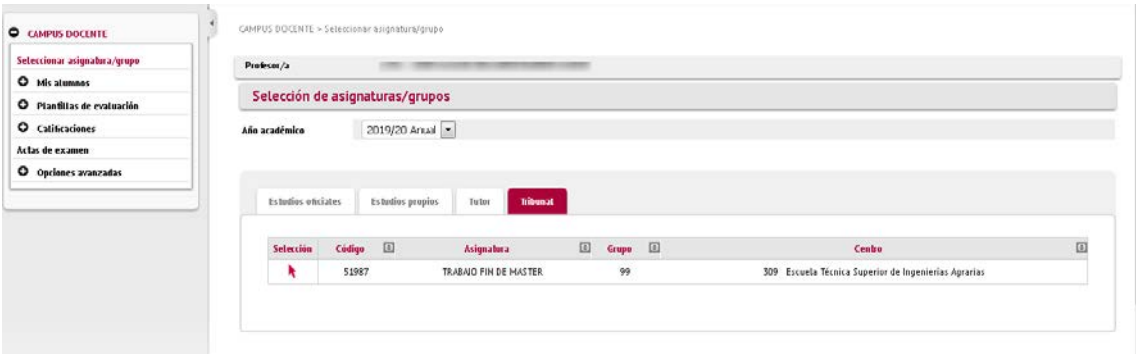 CAMPUS DOCENTE
Seleccionar asignatura/grupo
Mis alumnos
Plantillas de evaluación
Calificaciones
Actas de examen
Opciones avanzadas
CAMPUS DOCENTE > Seleccionar asignatura/grupo
Profesor/a
Selección de asignaturas/grupos
Año académico 2019/20 Anual
Estudios oficiales Estudios propios Tutor Tribunal
Selección Código Asignatura Grupo Centro
51987 TRABAJO FIN DE MASTER 99 309 Escuela Técnica Superior de Ingenierías Agrarias